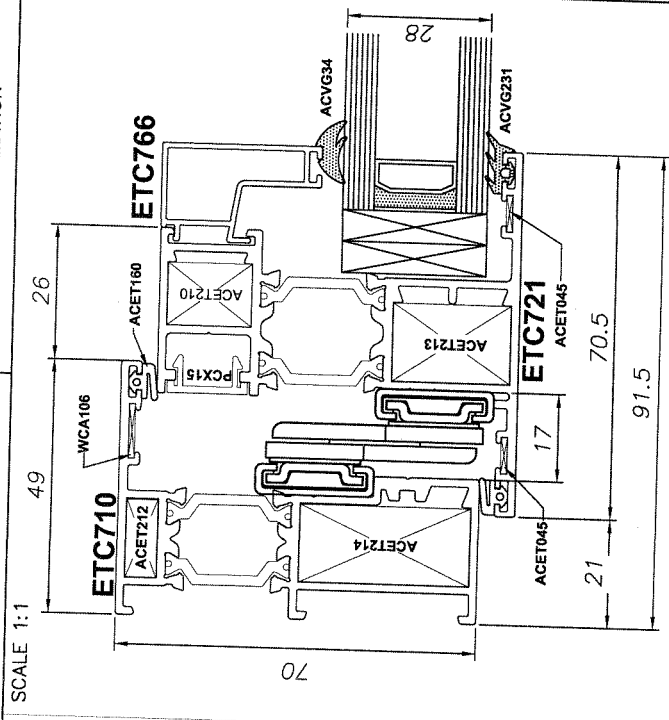 SCALE 1:1
ETC710
49
WCA106
26
ACET160
ETC766
ACVG34
28
ACET212
PCX15
ACET210
ACVG231
ACET214
ACET213
ETC721
ACET045
ACET045
17
70.5
21
91.5
70